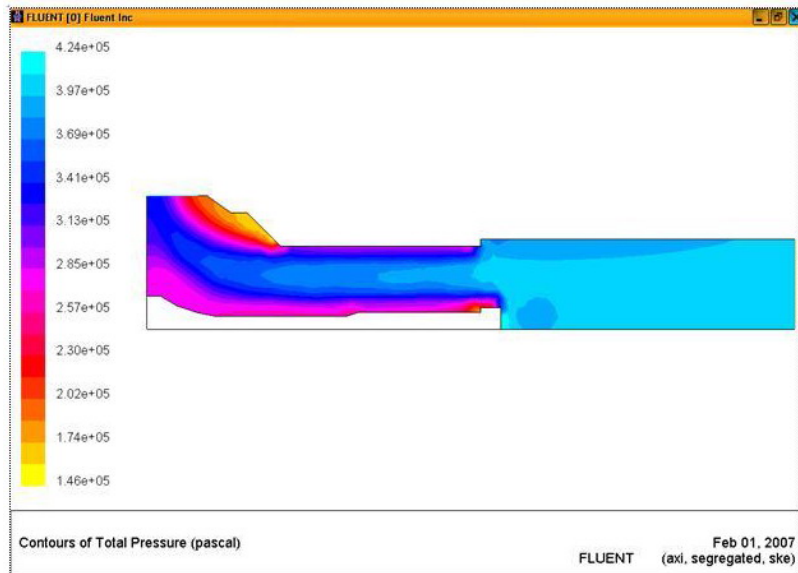 FLUENT [0] Fluent Inc
4.24e+05
3.97e+05
3.69e+05
3.41e+05
3.13e+05
2.85e+05
2.57e+05
2.30e+05
2.02e+05
1.74e+05
1.46e+05
Contours of Total Pressure (pascal)
Feb 01, 2007
FLUENT (axi, segregated, ske)